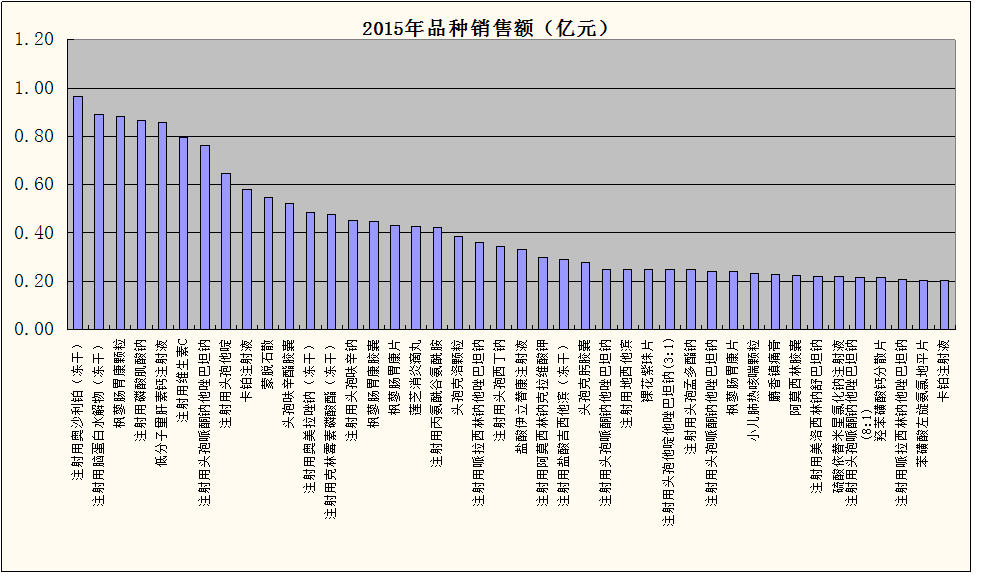 2015年品种销售额（亿元）
1.20
1.00
0.80
0.60
0.40
0.20
0.00
注射用奥沙利铂（冻干）
注射用脑蛋白水解物（冻干）
枫蓼肠胃康颗粒
注射用磷酸肌酸钠
低分子量肝素钙注射液
注射用维生素C
注射用头孢哌酮钠他唑巴坦钠
注射用头孢他啶
卡铂注射液
蒙脱石散
头孢呋辛酯胶囊
注射用奥美拉唑钠（冻干）
注射用克林霉素磷酸酯（冻干）
注射用头孢呋辛钠
枫蓼肠胃康胶囊
枫蓼肠胃康片
莲芝消炎滴丸
注射用丙氨酰谷氨酰胺
头孢克洛颗粒
注射用哌拉西林钠他唑巴坦钠
注射用头孢西丁钠
盐酸伊立替康注射液
注射用阿莫西林钠克拉维酸钾
注射用盐酸吉西他滨（冻干）
头孢克肟胶囊
注射用头孢哌酮钠他唑巴坦钠
注射用地西他滨
裸花紫珠片
注射用头孢他啶他唑巴坦钠(3:1)
注射用头孢孟多酯钠
注射用头孢哌酮钠他唑巴坦钠
枫蓼肠胃康片
小儿肺热咳喘颗粒
麝香镇痛膏
阿莫西林胶囊
注射用美洛西林钠舒巴坦钠
硫酸依替米星氯化钠注射液
注射用头孢哌酮钠他唑巴坦钠
(8:1)
羟苯磺酸钙分散片
注射用哌拉西林钠他唑巴坦钠
苯磺酸左旋氨氯地平片
卡铂注射液